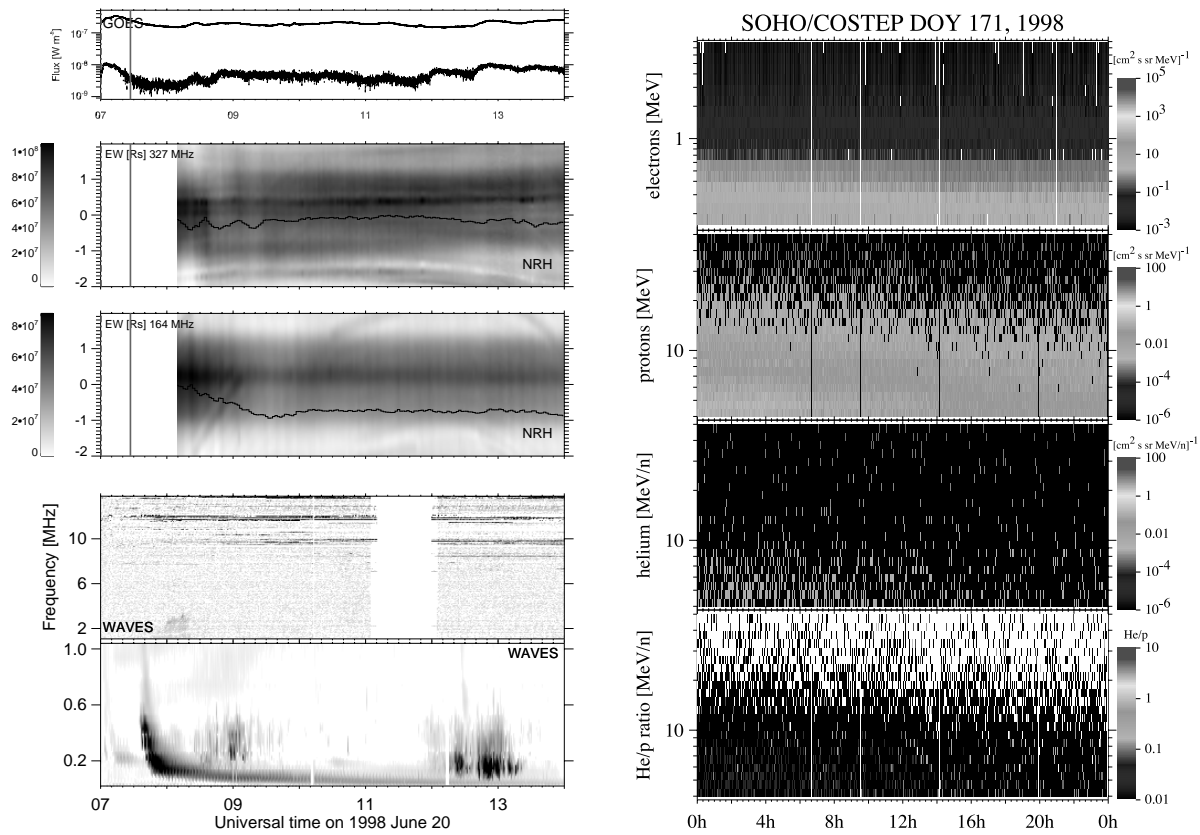 GOES
Flux [W m²]
10⁻⁷
10⁻⁸
10⁻⁹
07 09 11 13
EW [Rs] 327 MHz
1•10⁸
8•10⁷
6•10⁷
4•10⁷
2•10⁷
0
1
0
-1
-2
NRH
EW [Rs] 164 MHz
8•10⁷
6•10⁷
4•10⁷
2•10⁷
0
1
0
-1
-2
NRH
Frequency [MHz]
10
6
2
WAVES
WAVES
1.0
0.6
0.2
07 09 11 13
Universal time on 1998 June 20
SOHO/COSTEP DOY 171, 1998
electrons [MeV]
1
[cm² s sr MeV]⁻¹
10⁵
10³
10
10⁻¹
10⁻³
protons [MeV]
10
[cm² s sr MeV]⁻¹
100
1
0.01
10⁻⁴
10⁻⁶
helium [MeV/n]
10
[cm² s sr MeV/n]⁻¹
100
1
0.01
10⁻⁴
10⁻⁶
He/p ratio [MeV/n]
10
He/p
10
1
0.1
0.01
0h 4h 8h 12h 16h 20h 0h